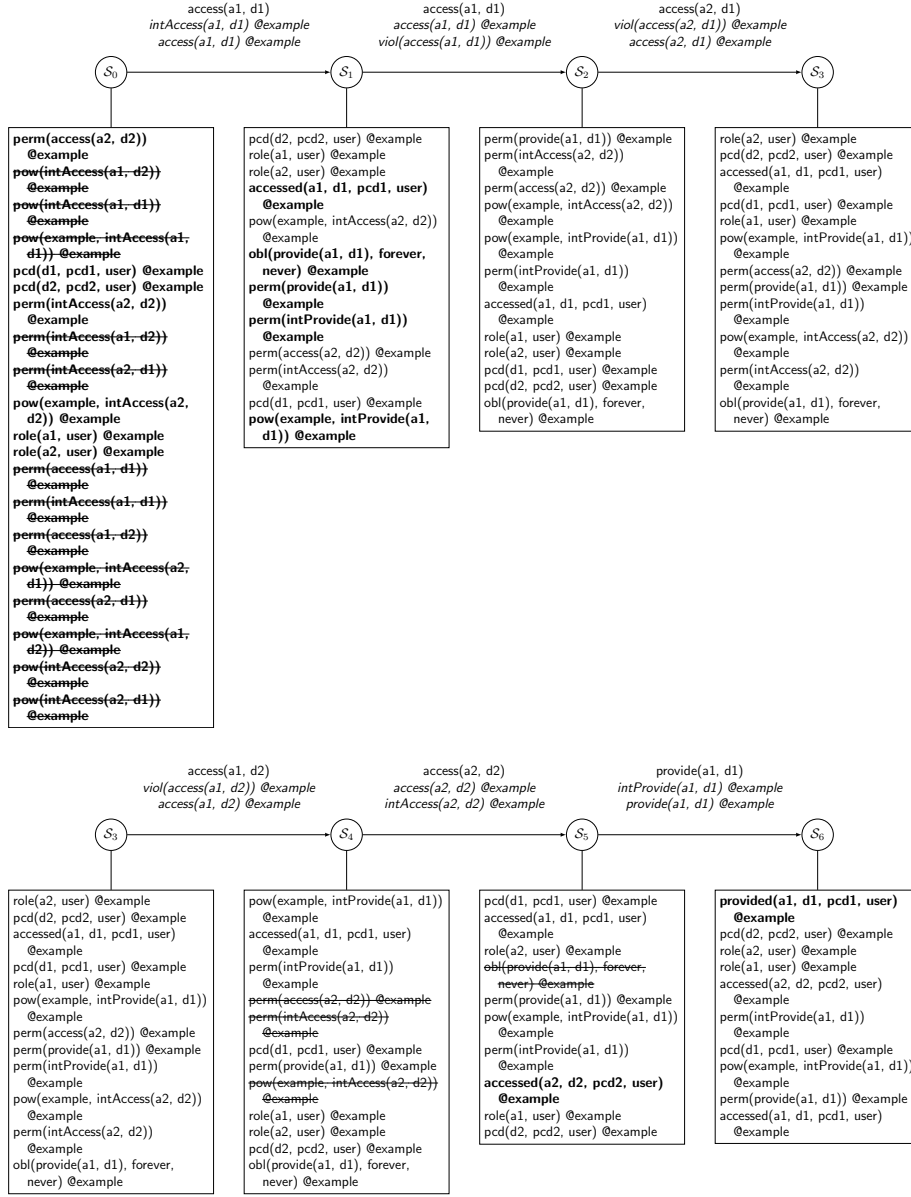 access(a1, d1)
intAccess(a1, d1) @example
access(a1, d1) @example
access(a1, d1)
access(a1, d1) @example
viol(access(a1, d1)) @example
access(a2, d1)
viol(access(a2, d1)) @example
access(a2, d1) @example
S0
S1
S2
S3
perm(access(a2, d2))
@example
pow(intAccess(a1, d2))
@example
pow(intAccess(a1, d1))
@example
pow(example, intAccess(a1,
d1)) @example
pcd(d1, pcd1, user) @example
pcd(d2, pcd2, user) @example
perm(intAccess(a2, d2))
@example
perm(intAccess(a1, d2))
@example
perm(intAccess(a2, d1))
@example
pow(example, intAccess(a2,
d2)) @example
role(a1, user) @example
role(a2, user) @example
perm(access(a1, d1))
@example
perm(intAccess(a1, d1))
@example
perm(access(a1, d2))
@example
pow(example, intAccess(a2,
d1)) @example
perm(access(a2, d1))
@example
pow(example, intAccess(a1,
d2)) @example
pow(intAccess(a2, d2))
@example
pow(intAccess(a2, d1))
@example
pcd(d2, pcd2, user) @example
role(a1, user) @example
role(a2, user) @example
accessed(a1, d1, pcd1, user)
@example
pow(example, intAccess(a2, d2))
@example
obl(provide(a1, d1), forever,
never) @example
perm(provide(a1, d1))
@example
perm(intProvide(a1, d1))
@example
perm(access(a2, d2)) @example
perm(intAccess(a2, d2))
@example
pcd(d1, pcd1, user) @example
pow(example, intProvide(a1,
d1)) @example
perm(provide(a1, d1)) @example
perm(intAccess(a2, d2))
@example
perm(access(a2, d2)) @example
pow(example, intAccess(a2, d2))
@example
pow(example, intProvide(a1, d1))
@example
perm(intProvide(a1, d1))
@example
accessed(a1, d1, pcd1, user)
@example
role(a1, user) @example
role(a2, user) @example
pcd(d1, pcd1, user) @example
pcd(d2, pcd2, user) @example
obl(provide(a1, d1), forever,
never) @example
role(a2, user) @example
pcd(d2, pcd2, user) @example
accessed(a1, d1, pcd1, user)
@example
pcd(d1, pcd1, user) @example
role(a1, user) @example
pow(example, intProvide(a1, d1))
@example
perm(access(a2, d2)) @example
perm(provide(a1, d1)) @example
perm(intProvide(a1, d1))
@example
pow(example, intAccess(a2, d2))
@example
perm(intAccess(a2, d2))
@example
obl(provide(a1, d1), forever,
never) @example
access(a1, d2)
viol(access(a1, d2)) @example
access(a1, d2) @example
access(a2, d2)
access(a2, d2) @example
intAccess(a2, d2) @example
provide(a1, d1)
intProvide(a1, d1) @example
provide(a1, d1) @example
S3
S4
S5
S6
role(a2, user) @example
pcd(d2, pcd2, user) @example
accessed(a1, d1, pcd1, user)
@example
pcd(d1, pcd1, user) @example
role(a1, user) @example
pow(example, intProvide(a1, d1))
@example
perm(access(a2, d2)) @example
perm(provide(a1, d1)) @example
perm(intProvide(a1, d1))
@example
pow(example, intAccess(a2, d2))
@example
perm(intAccess(a2, d2))
@example
obl(provide(a1, d1), forever,
never) @example
pow(example, intProvide(a1, d1))
@example
accessed(a1, d1, pcd1, user)
@example
perm(intProvide(a1, d1))
@example
perm(access(a2, d2)) @example
perm(intAccess(a2, d2))
@example
pcd(d1, pcd1, user) @example
perm(provide(a1, d1)) @example
pow(example, intAccess(a2, d2))
@example
role(a1, user) @example
role(a2, user) @example
pcd(d2, pcd2, user) @example
obl(provide(a1, d1), forever,
never) @example
pcd(d1, pcd1, user) @example
accessed(a1, d1, pcd1, user)
@example
role(a2, user) @example
obl(provide(a1, d1), forever,
never) @example
perm(provide(a1, d1)) @example
pow(example, intProvide(a1, d1))
@example
perm(intProvide(a1, d1))
@example
accessed(a2, d2, pcd2, user)
@example
role(a1, user) @example
pcd(d2, pcd2, user) @example
provided(a1, d1, pcd1, user)
@example
pcd(d2, pcd2, user) @example
role(a2, user) @example
role(a1, user) @example
accessed(a2, d2, pcd2, user)
@example
perm(intProvide(a1, d1))
@example
pcd(d1, pcd1, user) @example
pow(example, intProvide(a1, d1))
@example
perm(provide(a1, d1)) @example
accessed(a1, d1, pcd1, user)
@example